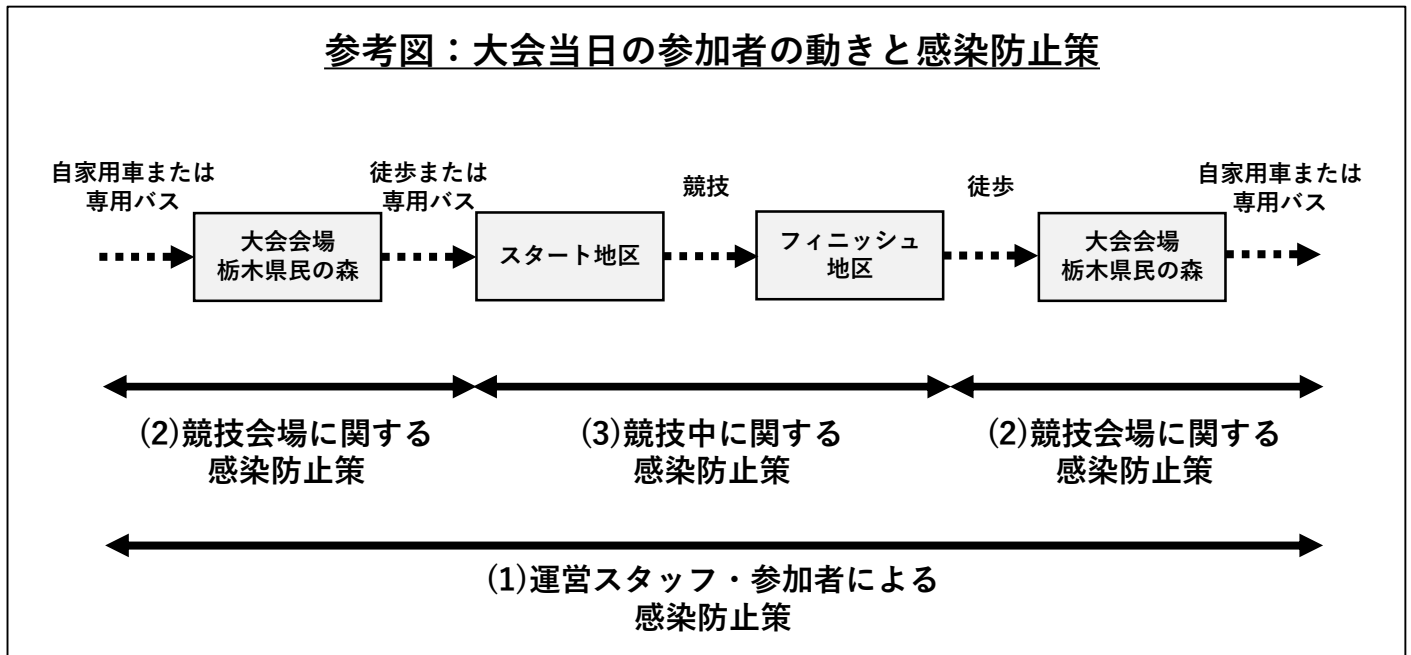 参考図：大会当日の参加者の動きと感染防止策
自家用車または
専用バス
徒歩または
専用バス
競技
徒歩
自家用車または
専用バス
大会会場
栃木県民の森
スタート地区
フィニッシュ
地区
大会会場
栃木県民の森
(2)競技会場に関する
感染防止策
(3)競技中に関する
感染防止策
(2)競技会場に関する
感染防止策
(1)運営スタッフ・参加者による
感染防止策